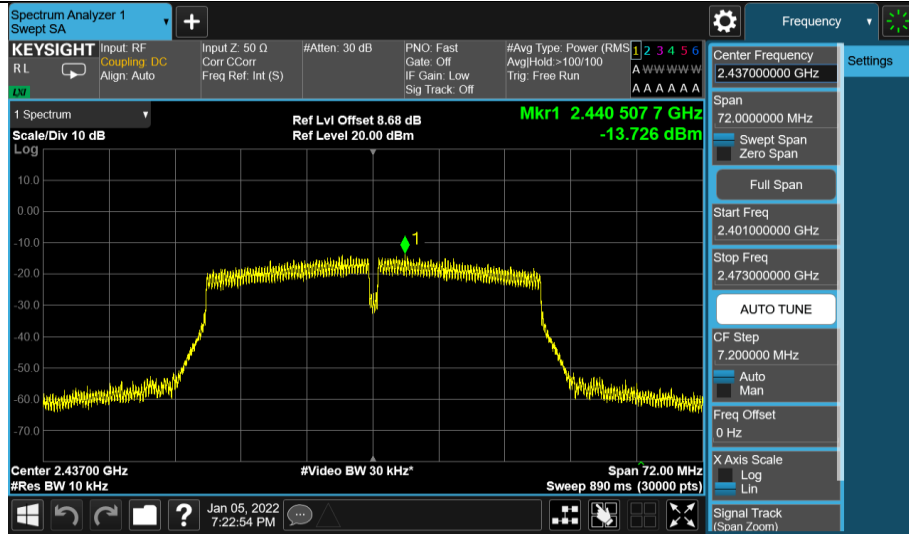 Spectrum Analyzer 1
Swept SA
+
Frequency
KEYSIGHT
R L
LXI
Input: RF
Coupling: DC
Align: Auto
Input Z: 50 Ω
Corr CCorr
Freq Ref: Int (S)
#Atten: 30 dB
PNO: Fast
Gate: Off
IF Gain: Low
Sig Track: Off
#Avg Type: Power (RMS
Avg|Hold:>100/100
Trig: Free Run
1 2 3 4 5 6
A W W W W W
A A A A A A
1 Spectrum
Scale/Div 10 dB
Log
Ref Lvl Offset 8.68 dB
Ref Level 20.00 dBm
Mkr1 2.440 507 7 GHz
-13.726 dBm
10.0
0.00
-10.0
-20.0
-30.0
-40.0
-50.0
-60.0
-70.0
1
Center 2.43700 GHz
#Res BW 10 kHz
#Video BW 30 kHz*
Span 72.00 MHz
Sweep 890 ms (30000 pts)
Center Frequency
2.437000000 GHz
Span
72.0000000 MHz
Swept Span
Zero Span
Full Span
Start Freq
2.401000000 GHz
Stop Freq
2.473000000 GHz
AUTO TUNE
CF Step
7.200000 MHz
Auto
Man
Freq Offset
0 Hz
X Axis Scale
Log
Lin
Signal Track
(Span Zoom)
Settings
?
Jan 05, 2022
7:22:54 PM